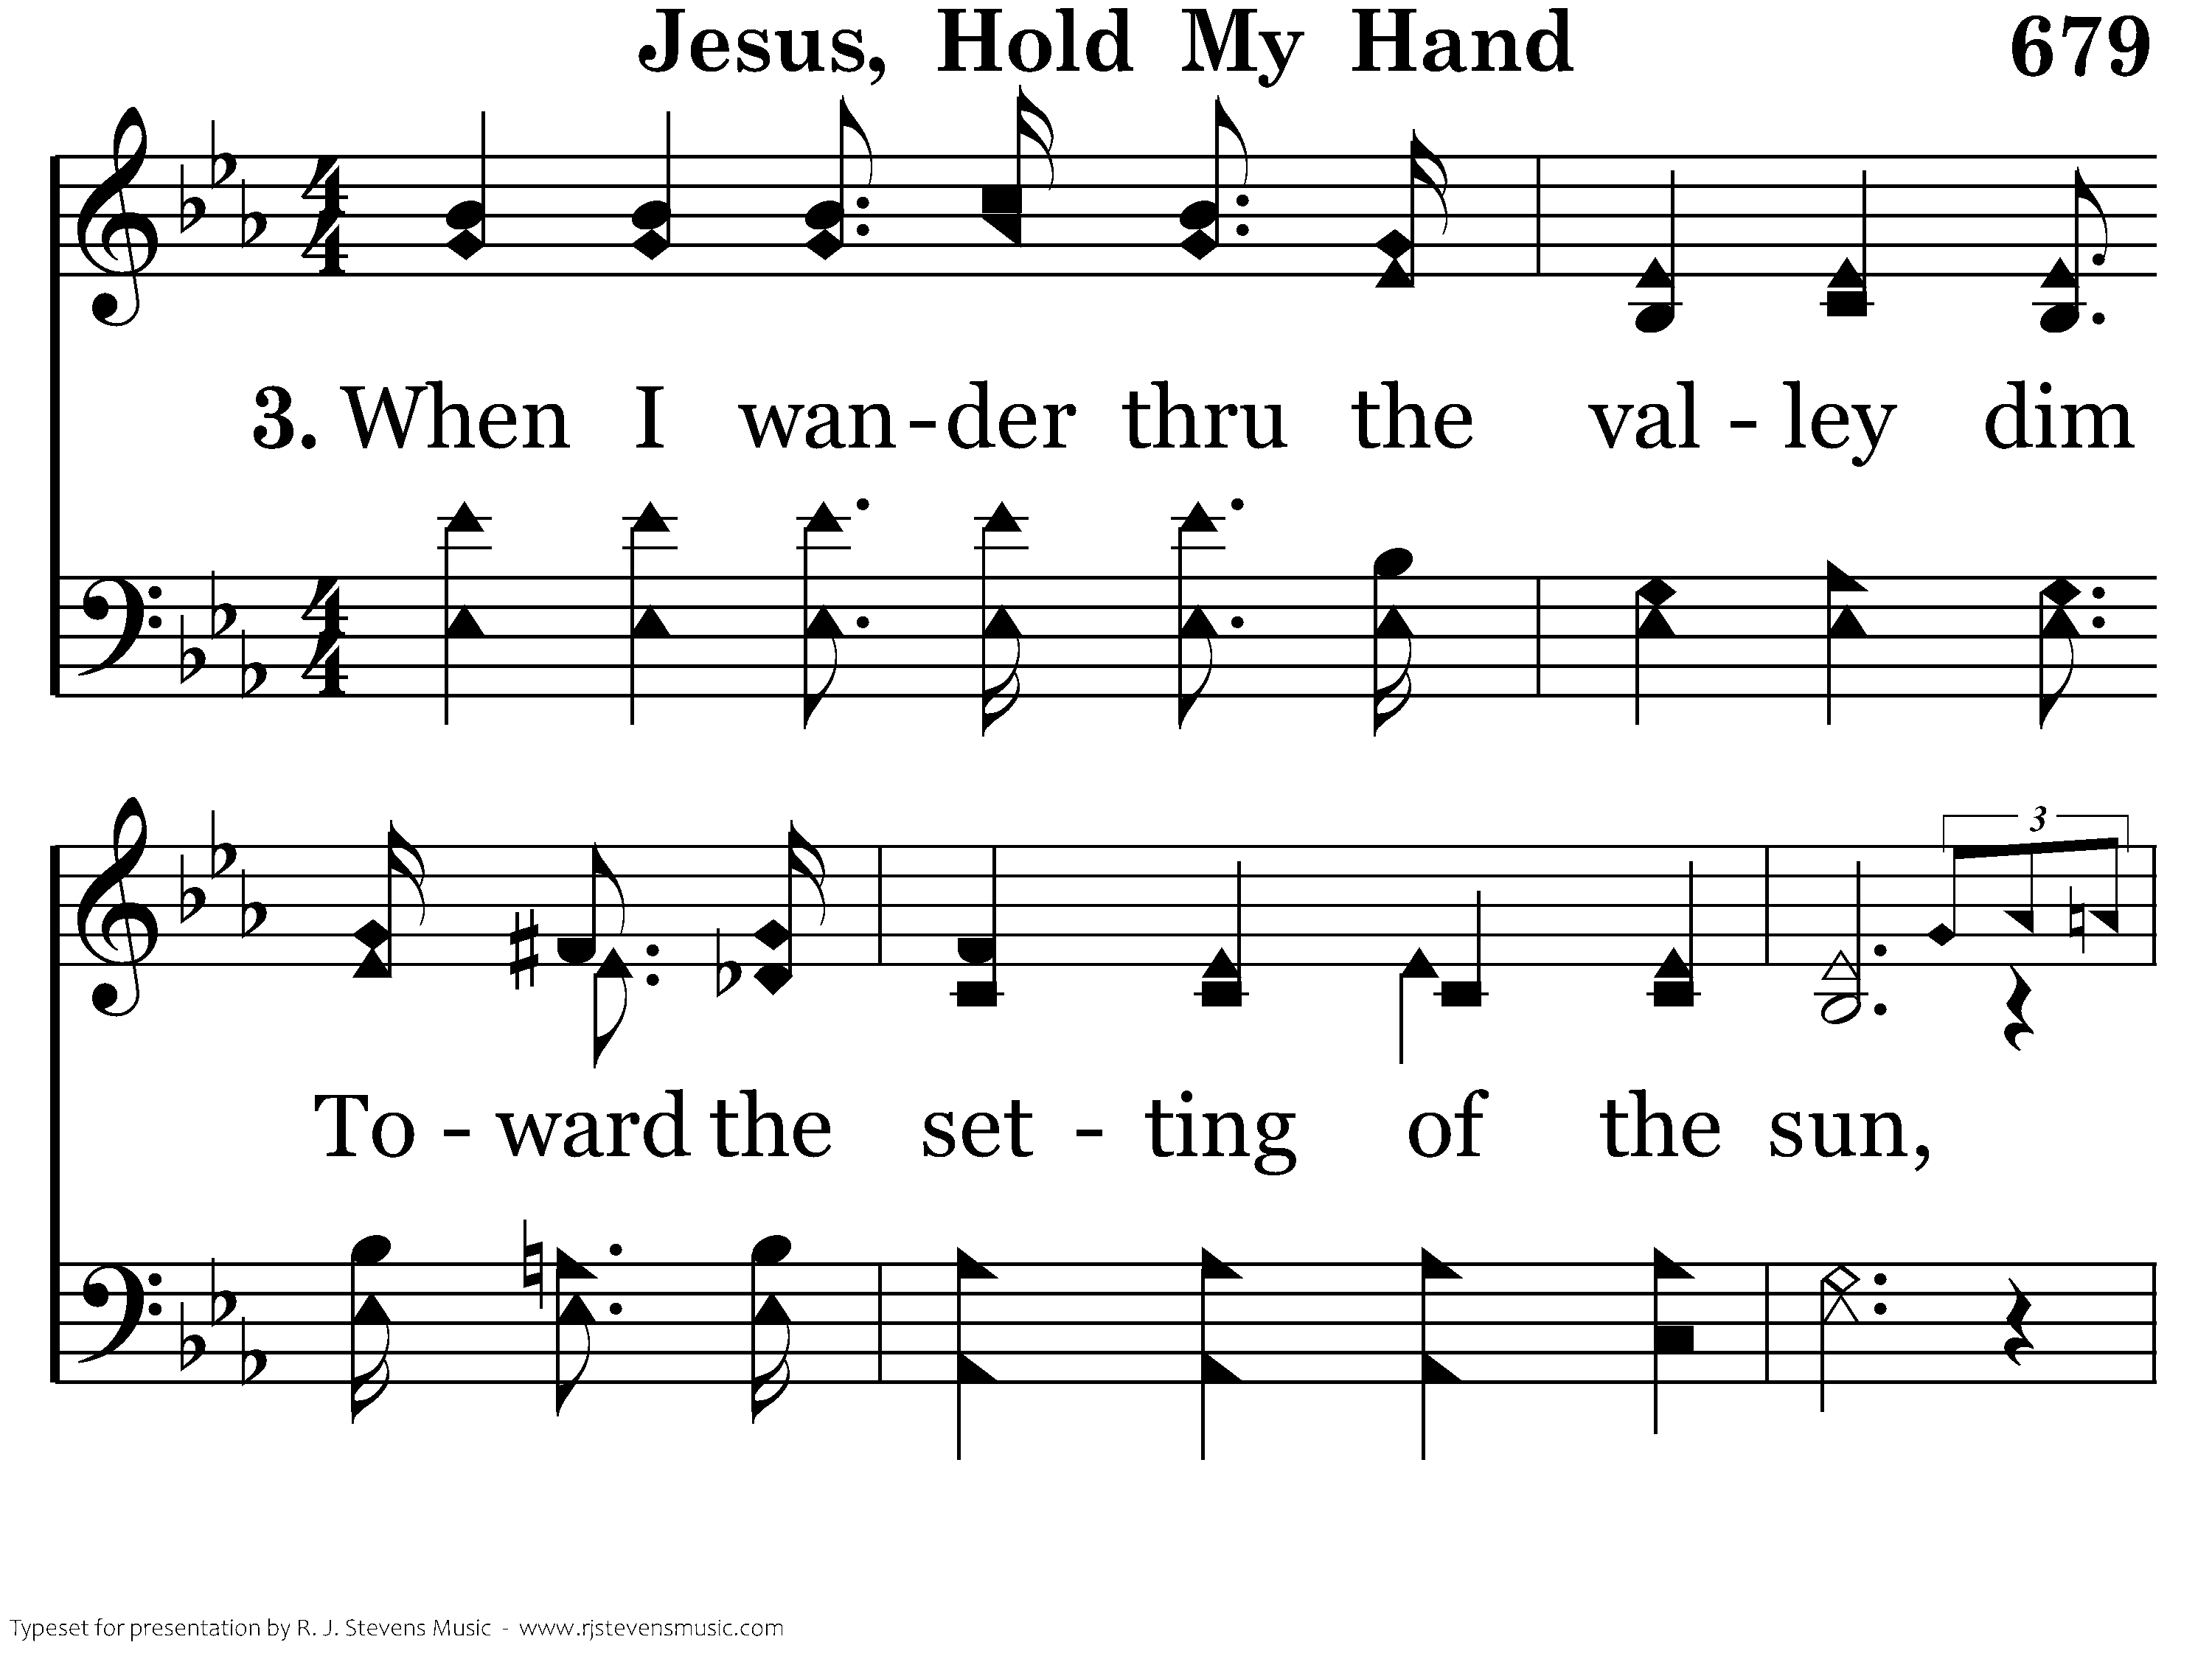 Jesus, Hold My Hand 679
3. When I wan-der thru the val-ley dim
3
To-ward the set-ting of the sun,
Typeset for presentation by R. J. Stevens Music - www.rjstevensmusic.com